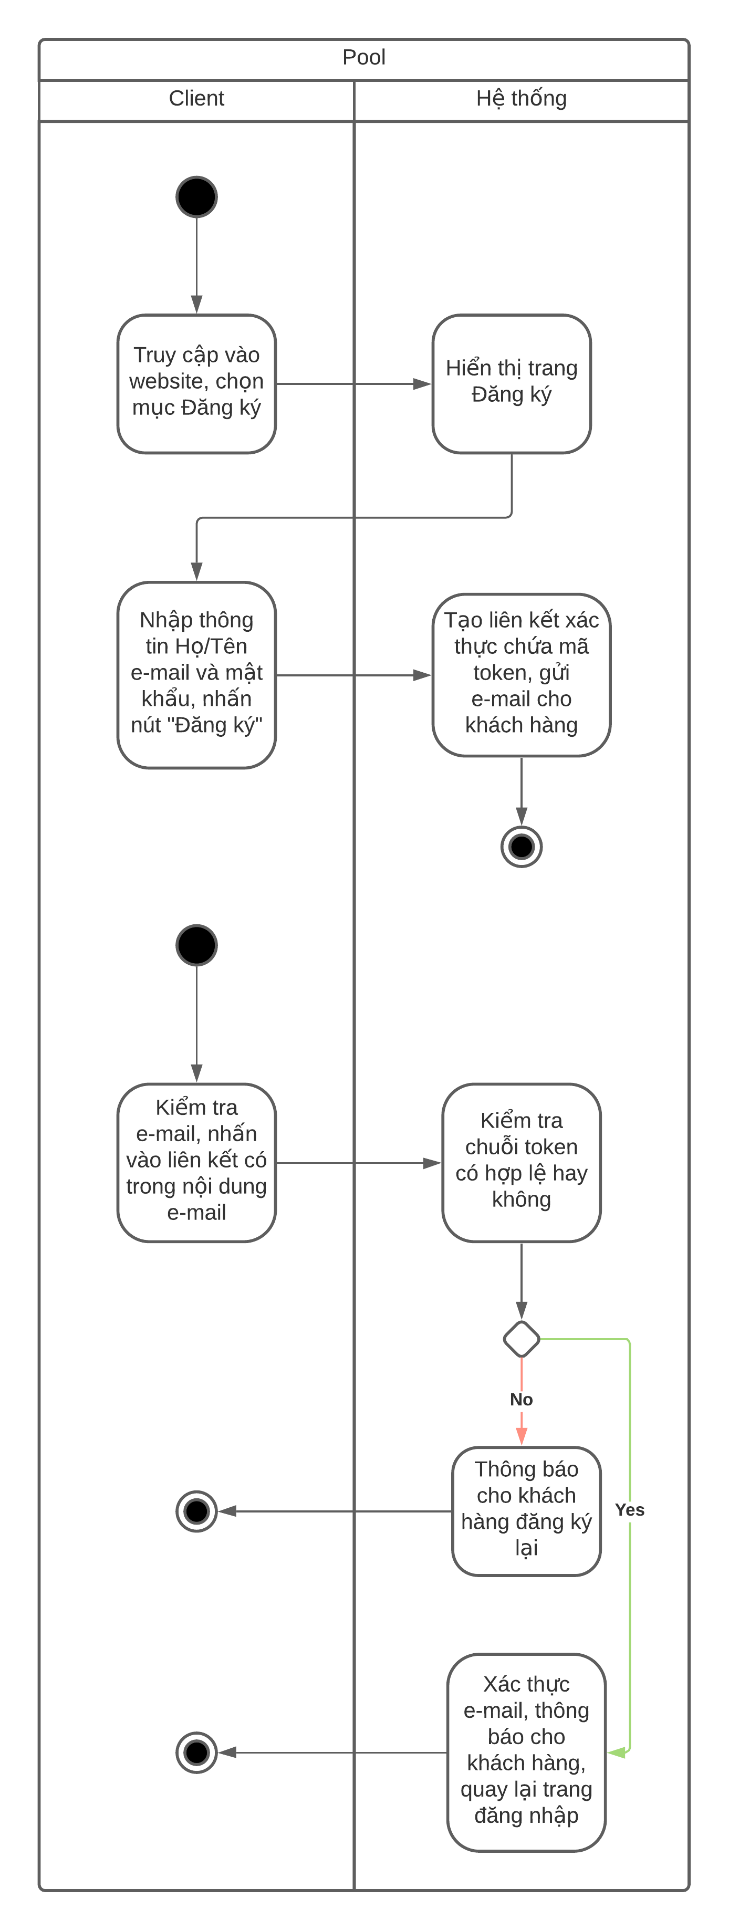 Pool
Client
Hệ thống
Truy cập vào
website, chọn
mục Đăng ký
Hiển thị trang
Đăng ký
Nhập thông
tin Họ/Tên
e-mail và mật
khẩu, nhấn
nút "Đăng ký"
Tạo liên kết xác
thực chứa mã
token, gửi
e-mail cho
khách hàng
Kiểm tra
e-mail, nhấn
vào liên kết có
trong nội dung
e-mail
Kiểm tra
chuỗi token
có hợp lệ hay
không
No
Thông báo
cho khách
hàng đăng ký
lại
Yes
Xác thực
e-mail, thông
báo cho
khách hàng,
quay lại trang
đăng nhập